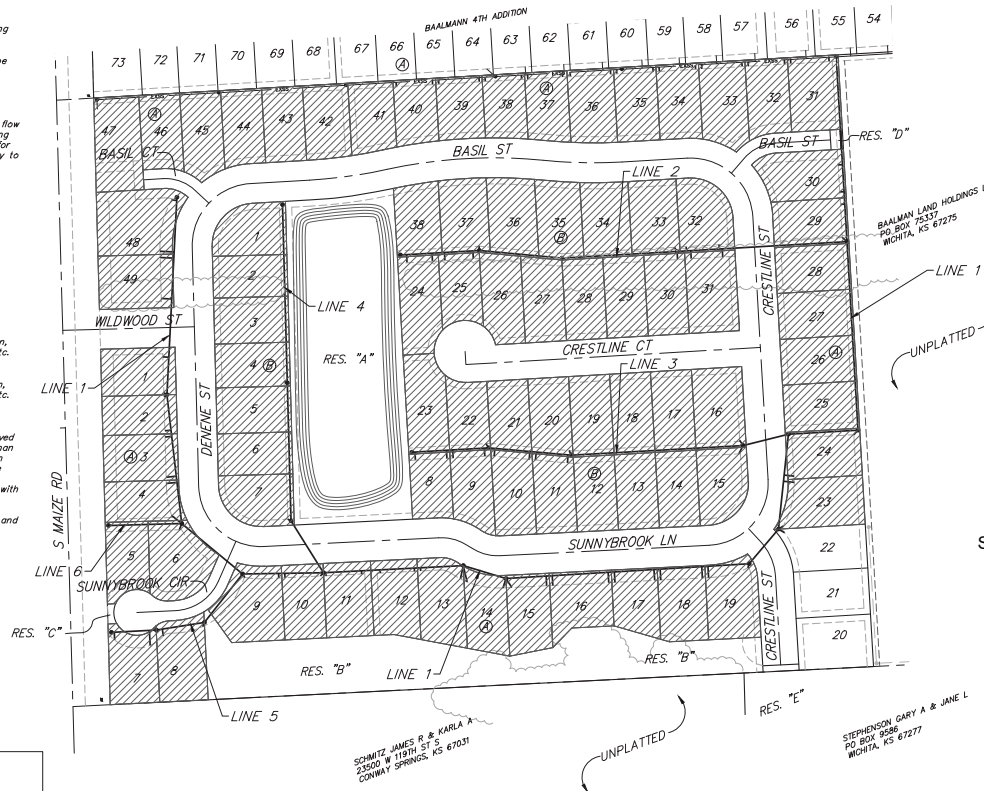 BAALMANN 4TH ADDITION
73 72 71 70 69 68 67 66 65 64 63 62 61 60 59 58 57 56 55 54
A A
47 46 45 44 43 42 41 40 39 38 37 36 35 34 33 32 31
A
flow
for
y to
BASIL CT
BASIL ST
BASIL ST
RES. "D"
LINE 2
30
29
28
27
26 A
25
24
23
22
21
20
48
49
1
2
3
4 B
5
6
7
38 37 36 35 34 33 32
B
24 25 26 27 28 29 30 31
BAALMAN LAND HOLDINGS L
PO BOX 75337
WICHITA, KS 67275
LINE 1
UNPLATTED
CRESTLINE ST
LINE 4
RES. "A"
WILDWOOD ST
CRESTLINE CT
LINE 3
LINE 1
tc.
tc.
1
2
A 3
4
5 6
DENENE ST
S MAIZE RD
23 22 21 20 19 18 17 16
B
8 9 10 11 12 13 14 15
with
and
LINE 6
SUNNYBROOK CIR
SUNNYBROOK LN
RES. "C"
9 10 11 12 13 14 15 16 17 18 19
A
CRESTLINE ST
7 8
RES. "B"
LINE 1
RES. "B"
LINE 5
RES. "E"
UNPLATTED
SCHMITZ JAMES R & KARLA A
23500 W 119TH ST S
CONWAY SPRINGS, KS 67031
STEPHENSON GARY A & JANE L
PO BOX 9586
WICHITA, KS 67277
S